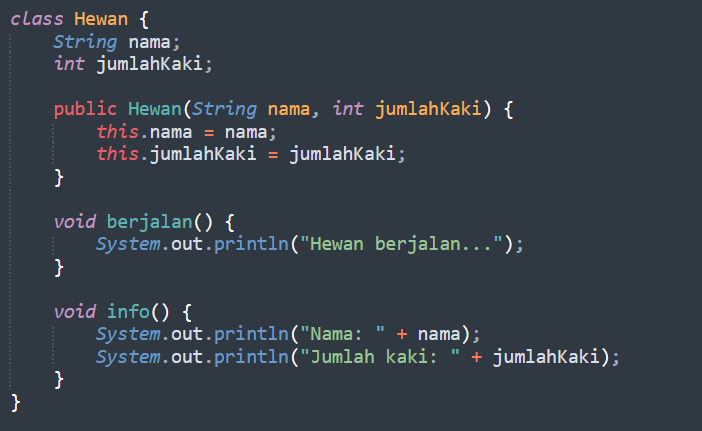 class Hewan {
    String nama;
    int jumlahKaki;

    public Hewan(String nama, int jumlahKaki) {
        this.nama = nama;
        this.jumlahKaki = jumlahKaki;
    }

    void berjalan() {
        System.out.println("Hewan berjalan...");
    }

    void info() {
        System.out.println("Nama: " + nama);
        System.out.println("Jumlah kaki: " + jumlahKaki);
    }
}